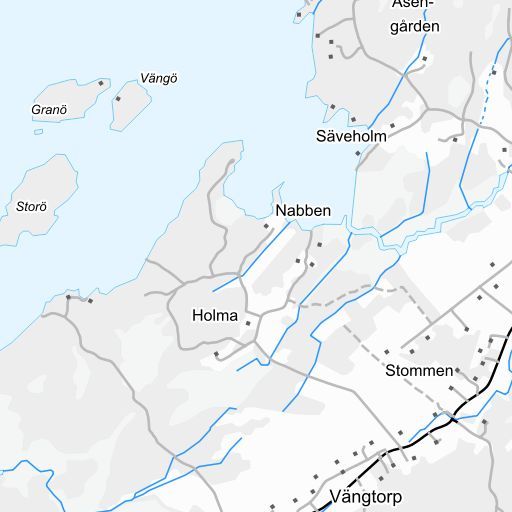 Åsen-
gården
Vängö
Granö
Säveholm
Storö
Nabben
Holma
Stommen
Vängtorp